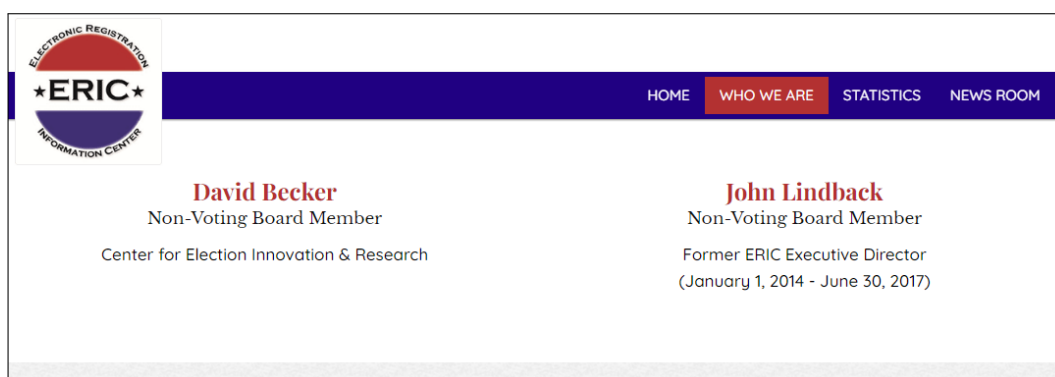 ELECTRONIC REGISTRATION
★ERIC★
INFORMATION CENTER
HOME WHO WE ARE STATISTICS NEWS ROOM
David Becker
Non-Voting Board Member
Center for Election Innovation & Research
John Lindback
Non-Voting Board Member
Former ERIC Executive Director
(January 1, 2014 - June 30, 2017)